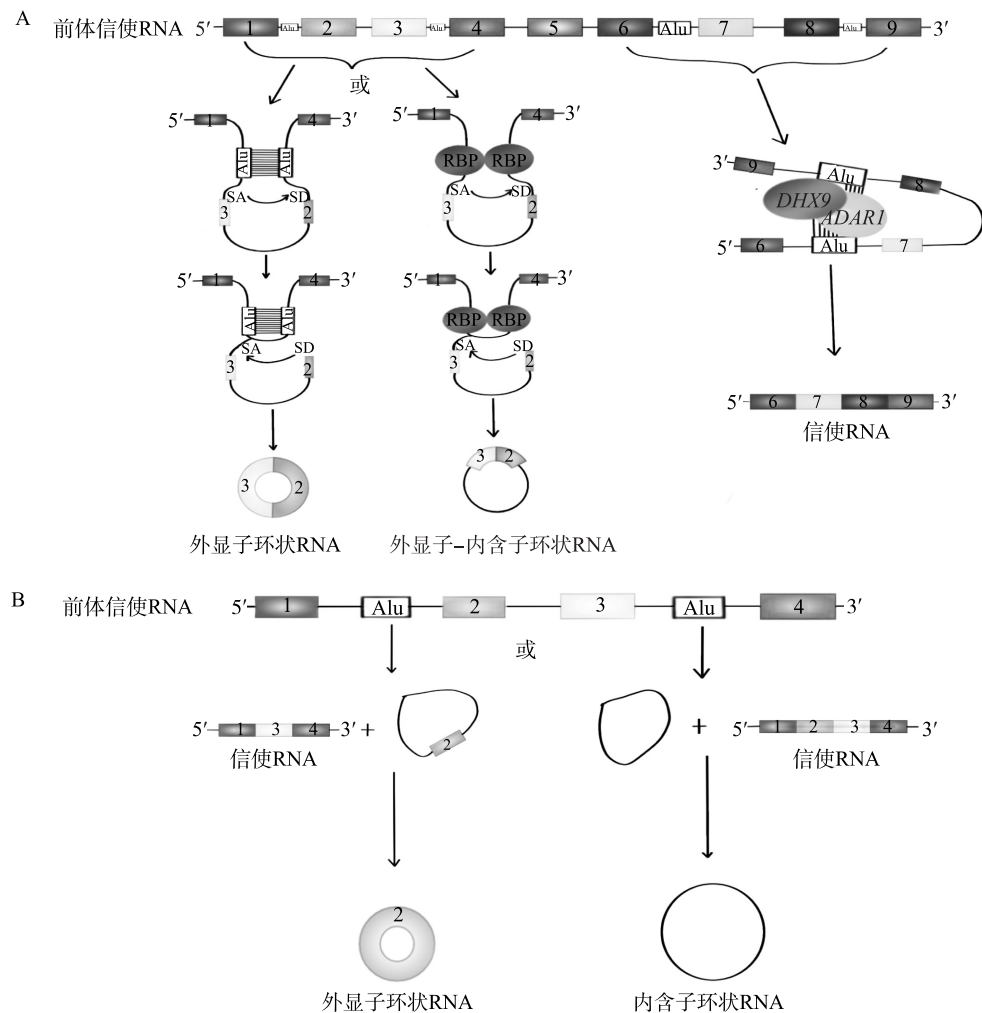 A
前体信使RNA 5′ 1 Alu 2 3 Alu 4 5 6 Alu 7 8 Alu 9 3′
或
5′ 1 4 3′
Alu Alu
SA SD
3 2
5′ 1 4 3′
RBP RBP
SA SD
3 2
3′ 9 Alu 8
DHX9
ADAR1
5′ 6 Alu 7
5′ 1 4 3′
Alu Alu
SA SD
3 2
5′ 1 4 3′
RBP RBP
SA SD
3 2
5′ 6 7 8 9 3′
信使RNA
3 2
外显子环状RNA
3 2
外显子-内含子环状RNA
B
前体信使RNA 5′ 1 Alu 2 3 Alu 4 3′
或
5′ 1 3 4 3′ + 2
信使RNA
+ 5′ 1 2 3 4 3′
信使RNA
2
外显子环状RNA
内含子环状RNA